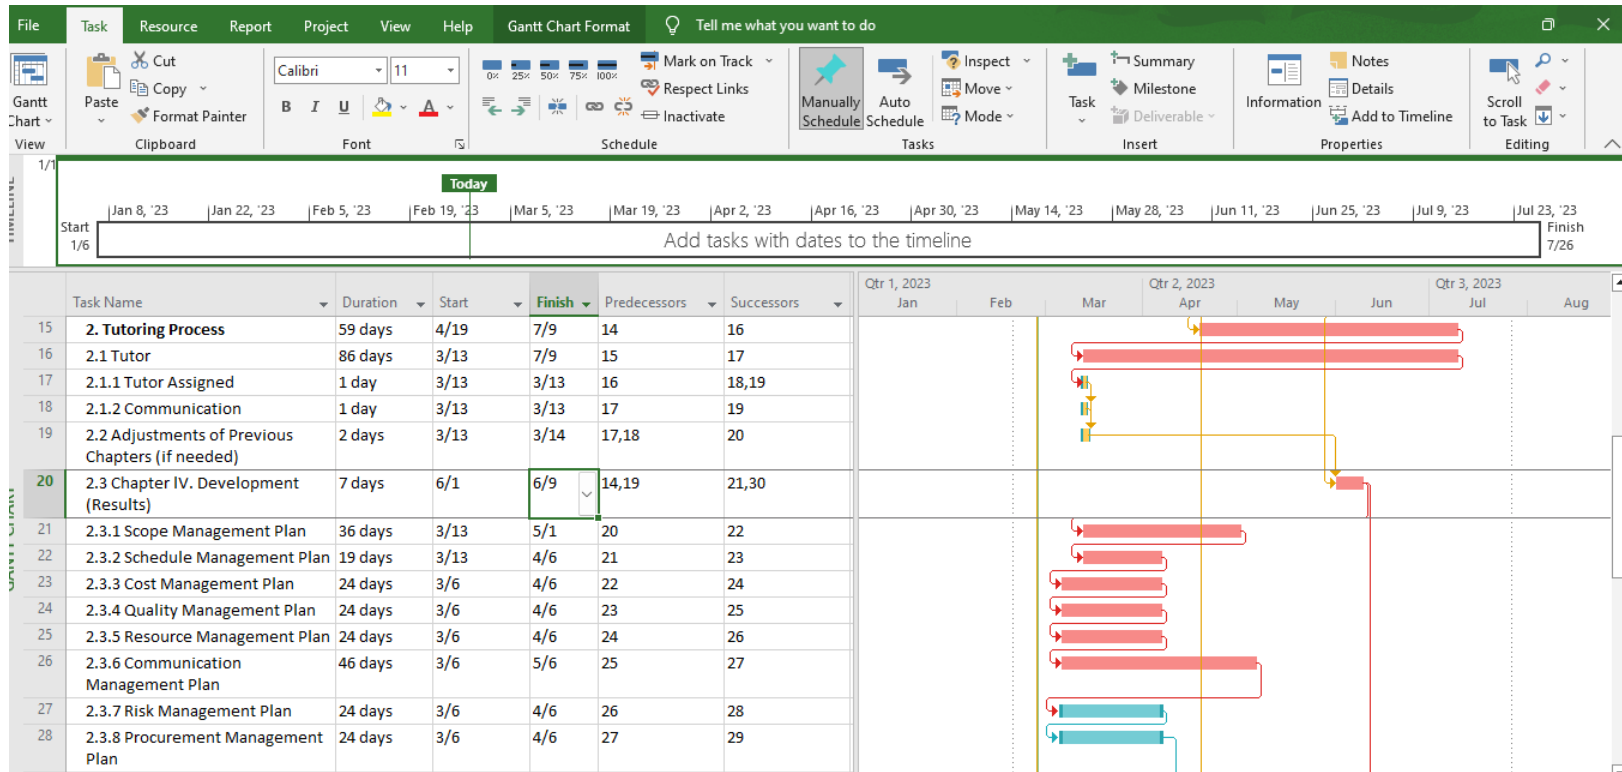 File Task Resource Report Project View Help Gantt Chart Format Tell me what you want to do
Gantt
Chart
View
Paste
Cut
Copy
Format Painter
Clipboard
Calibri 11
B I U A
Font
0% 25% 50% 75% 100%
Mark on Track
Respect Links
Inactivate
Schedule
Manually
Schedule
Auto
Schedule
Inspect
Move
Mode
Tasks
Task
Summary
Milestone
Deliverable
Insert
Information
Notes
Details
Add to Timeline
Properties
Scroll
to Task
Editing
1/1
Today
Jan 8, '23 Jan 22, '23 Feb 5, '23 Feb 19, '23 Mar 5, '23 Mar 19, '23 Apr 2, '23 Apr 16, '23 Apr 30, '23 May 14, '23 May 28, '23 Jun 11, '23 Jun 25, '23 Jul 9, '23 Jul 23, '23
Start
1/6
Add tasks with dates to the timeline
Finish
7/26
Qtr 1, 2023 Qtr 2, 2023 Qtr 3, 2023
Task Name Duration Start Finish Predecessors Successors Jan Feb Mar Apr May Jun Jul Aug
15 2. Tutoring Process 59 days 4/19 7/9 14 16
16 2.1 Tutor 86 days 3/13 7/9 15 17
17 2.1.1 Tutor Assigned 1 day 3/13 3/13 16 18,19
18 2.1.2 Communication 1 day 3/13 3/13 17 19
19 2.2 Adjustments of Previous 2 days 3/13 3/14 17,18 20
Chapters (if needed)
20 2.3 Chapter lV. Development 7 days 6/1 6/9 14,19 21,30
(Results)
21 2.3.1 Scope Management Plan 36 days 3/13 5/1 20 22
22 2.3.2 Schedule Management Plan 19 days 3/13 4/6 21 23
23 2.3.3 Cost Management Plan 24 days 3/6 4/6 22 24
24 2.3.4 Quality Management Plan 24 days 3/6 4/6 23 25
25 2.3.5 Resource Management Plan 24 days 3/6 4/6 24 26
26 2.3.6 Communication 46 days 3/6 5/6 25 27
Management Plan
27 2.3.7 Risk Management Plan 24 days 3/6 4/6 26 28
28 2.3.8 Procurement Management 24 days 3/6 4/6 27 29
Plan